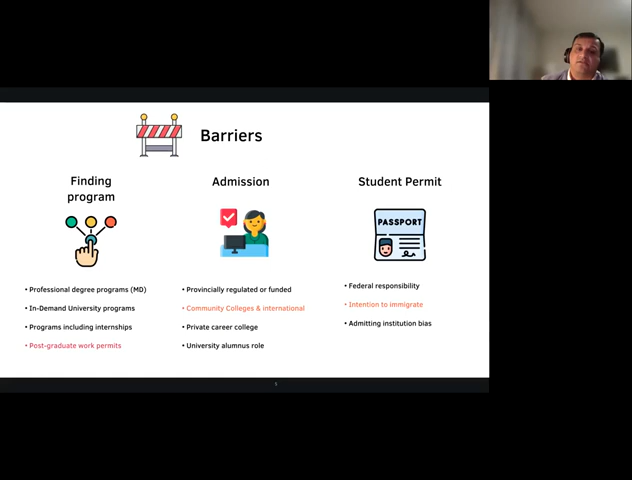 Barriers
Finding
program
• Professional degree programs (MD)
• In-Demand University programs
• Programs including internships
• Post-graduate work permits
Admission
• Provincially regulated or funded
• Community Colleges & international
• Private career college
• University alumnus role
Student Permit
PASSPORT
• Federal responsibility
• Intention to immigrate
• Admitting institution bias